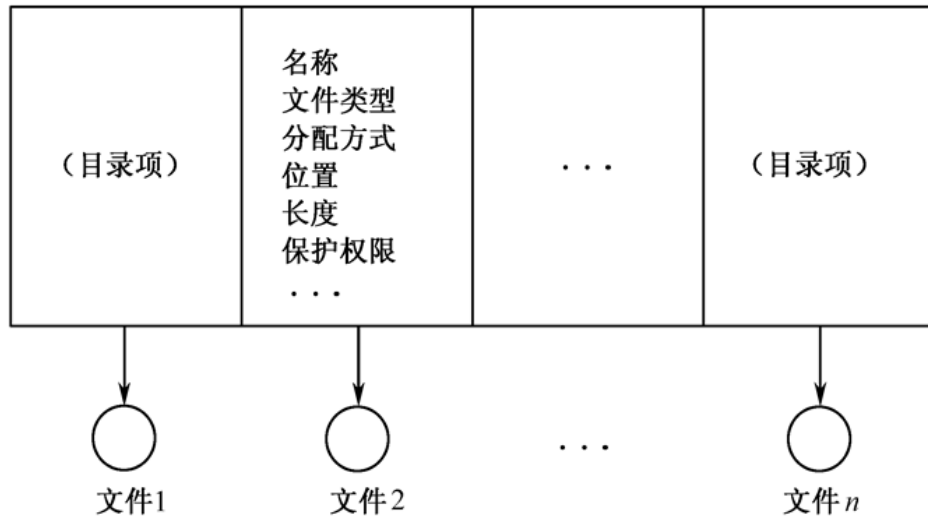 （目录项）
名称
文件类型
分配方式
位置
长度
保护权限
...
...
（目录项）
文件1
文件2
...
文件n